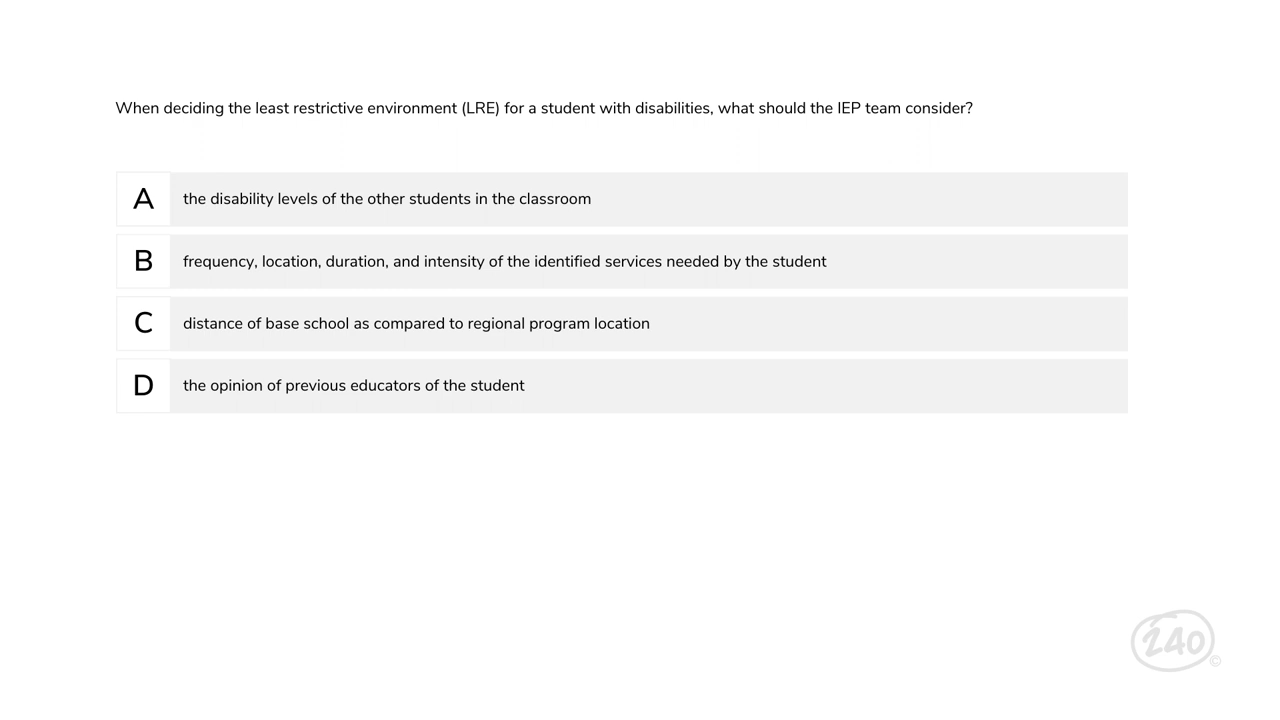 When deciding the least restrictive environment (LRE) for a student with disabilities, what should the IEP team consider?
A the disability levels of the other students in the classroom
B frequency, location, duration, and intensity of the identified services needed by the student
C distance of base school as compared to regional program location
D the opinion of previous educators of the student
240
©